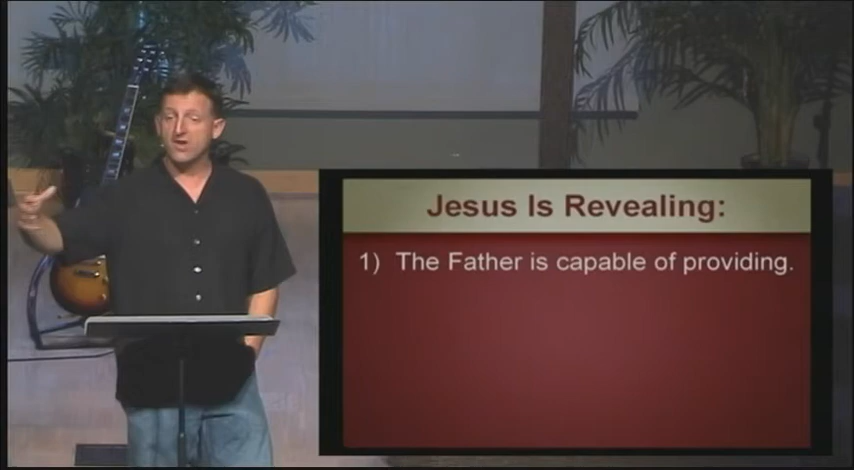 Jesus Is Revealing:
1) The Father is capable of providing.